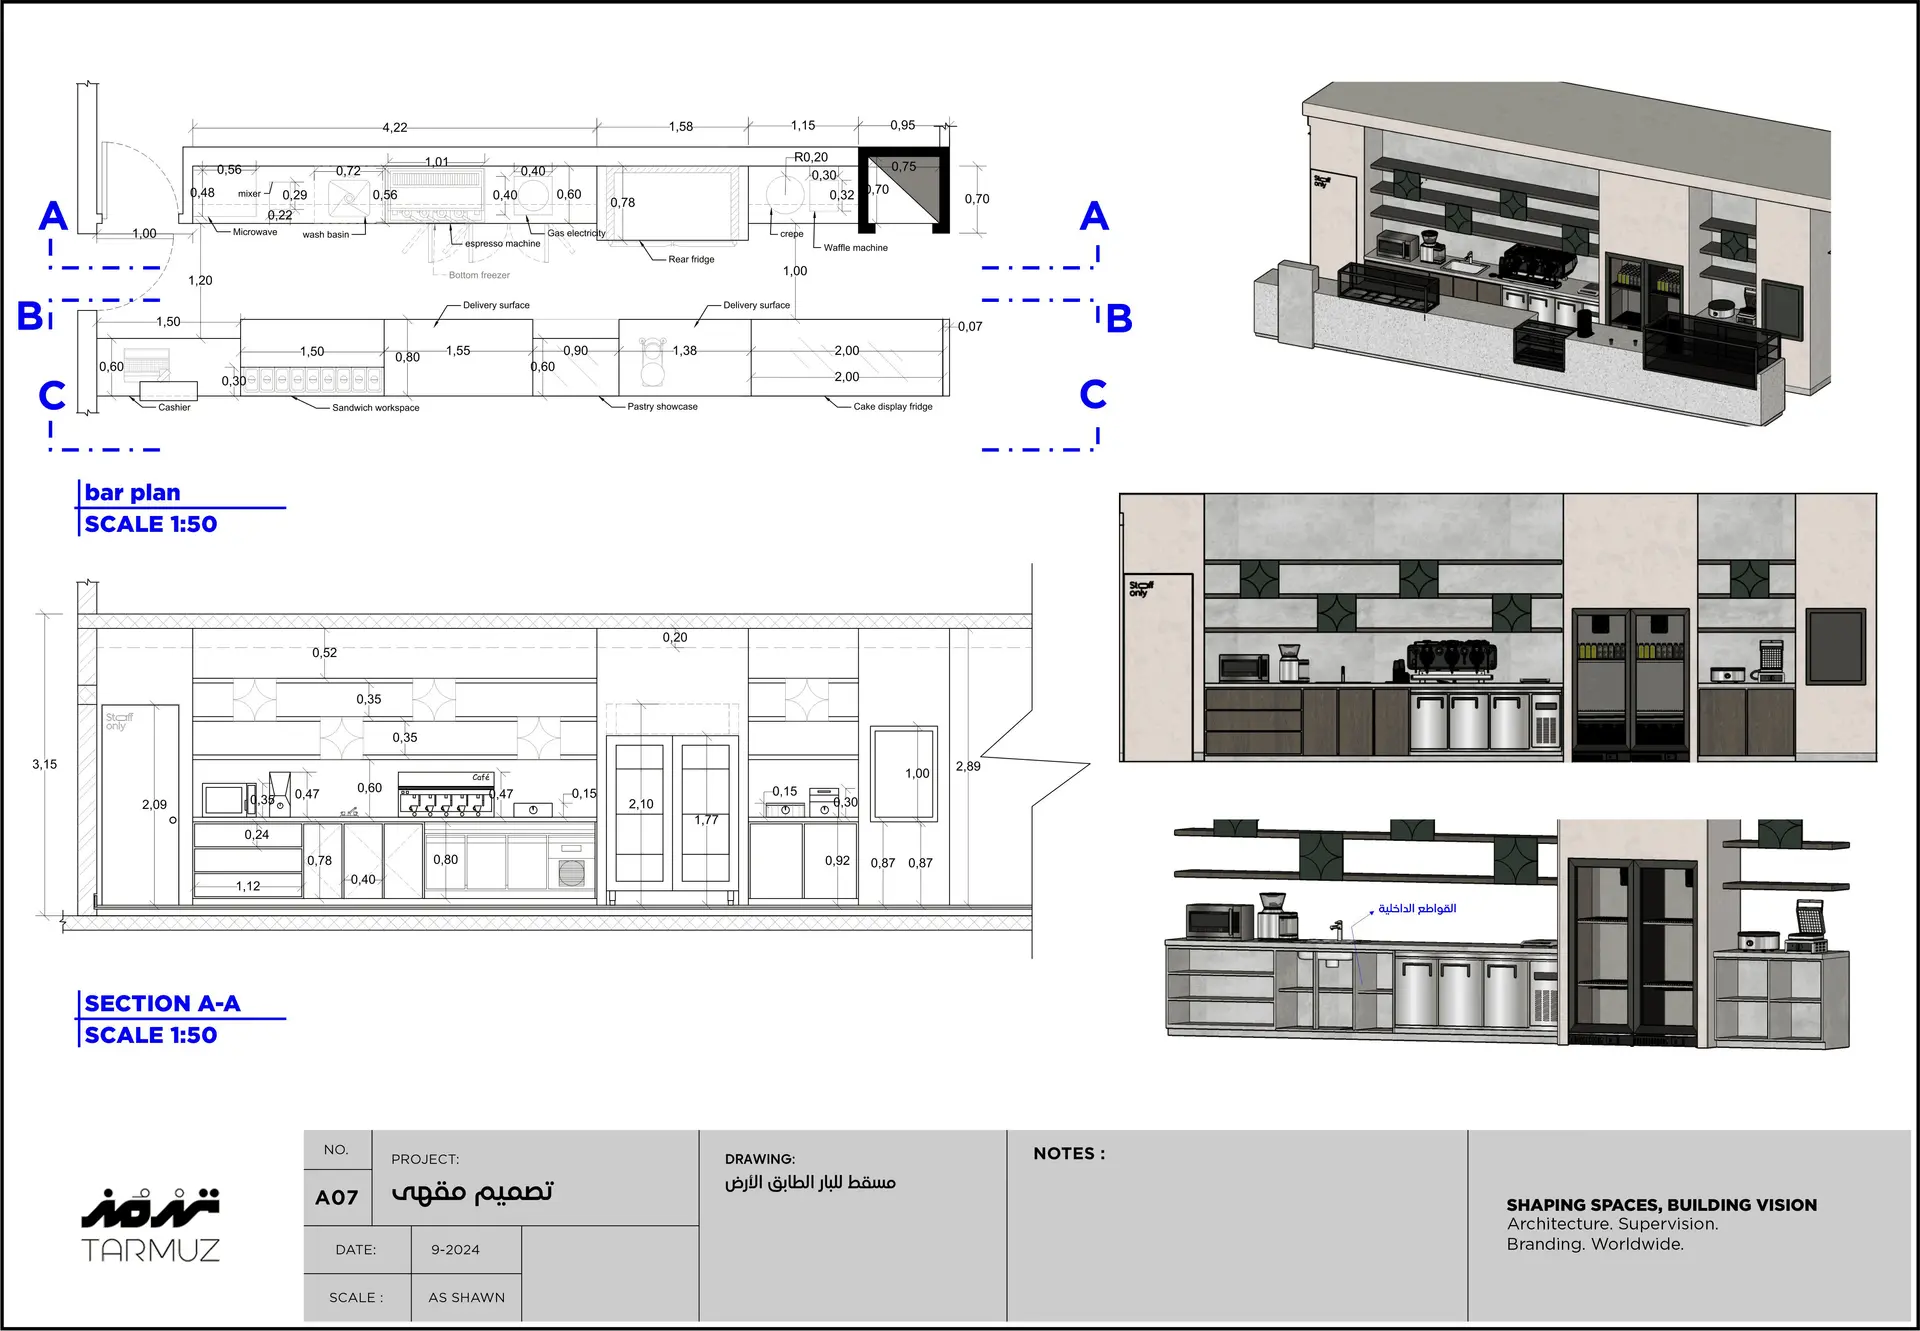 4,22
1,58
1,15
0,95
0,56
0,72
1,01
0,40
R0,20
0,30
0,75
0,48
mixer
0,29
0,22
0,56
0,40
0,60
0,78
0,32
0,70
0,70
A
A
1,00
Microwave
wash basin
espresso machine
Gas electricity
Rear fridge
crepe
Waffle machine
Bottom freezer
1,20
1,00
B
B
Delivery surface
Delivery surface
1,50
0,07
1,50
0,80
1,55
0,90
1,38
2,00
0,60
0,30
0,60
2,00
C
C
Cashier
Sandwich workspace
Pastry showcase
Cake display fridge
bar plan
SCALE 1:50
Staff
only
Staff
only
0,20
0,52
0,35
0,35
Staff
only
3,15
2,09
0,35
0,47
0,60
Café
0,47
0,15
2,10
1,77
0,15
0,30
1,00
2,89
0,24
0,78
0,80
0,92
0,87
0,87
1,12
0,40
القواطع الداخلية
SECTION A-A
SCALE 1:50
ترمز
TARMUZ
NO.
A07
PROJECT:
تصميم مقهى
DATE:
9-2024
SCALE :
AS SHAWN
DRAWING:
مسقط للبار الطابق الأرض
NOTES :
SHAPING SPACES, BUILDING VISION
Architecture. Supervision.
Branding. Worldwide.